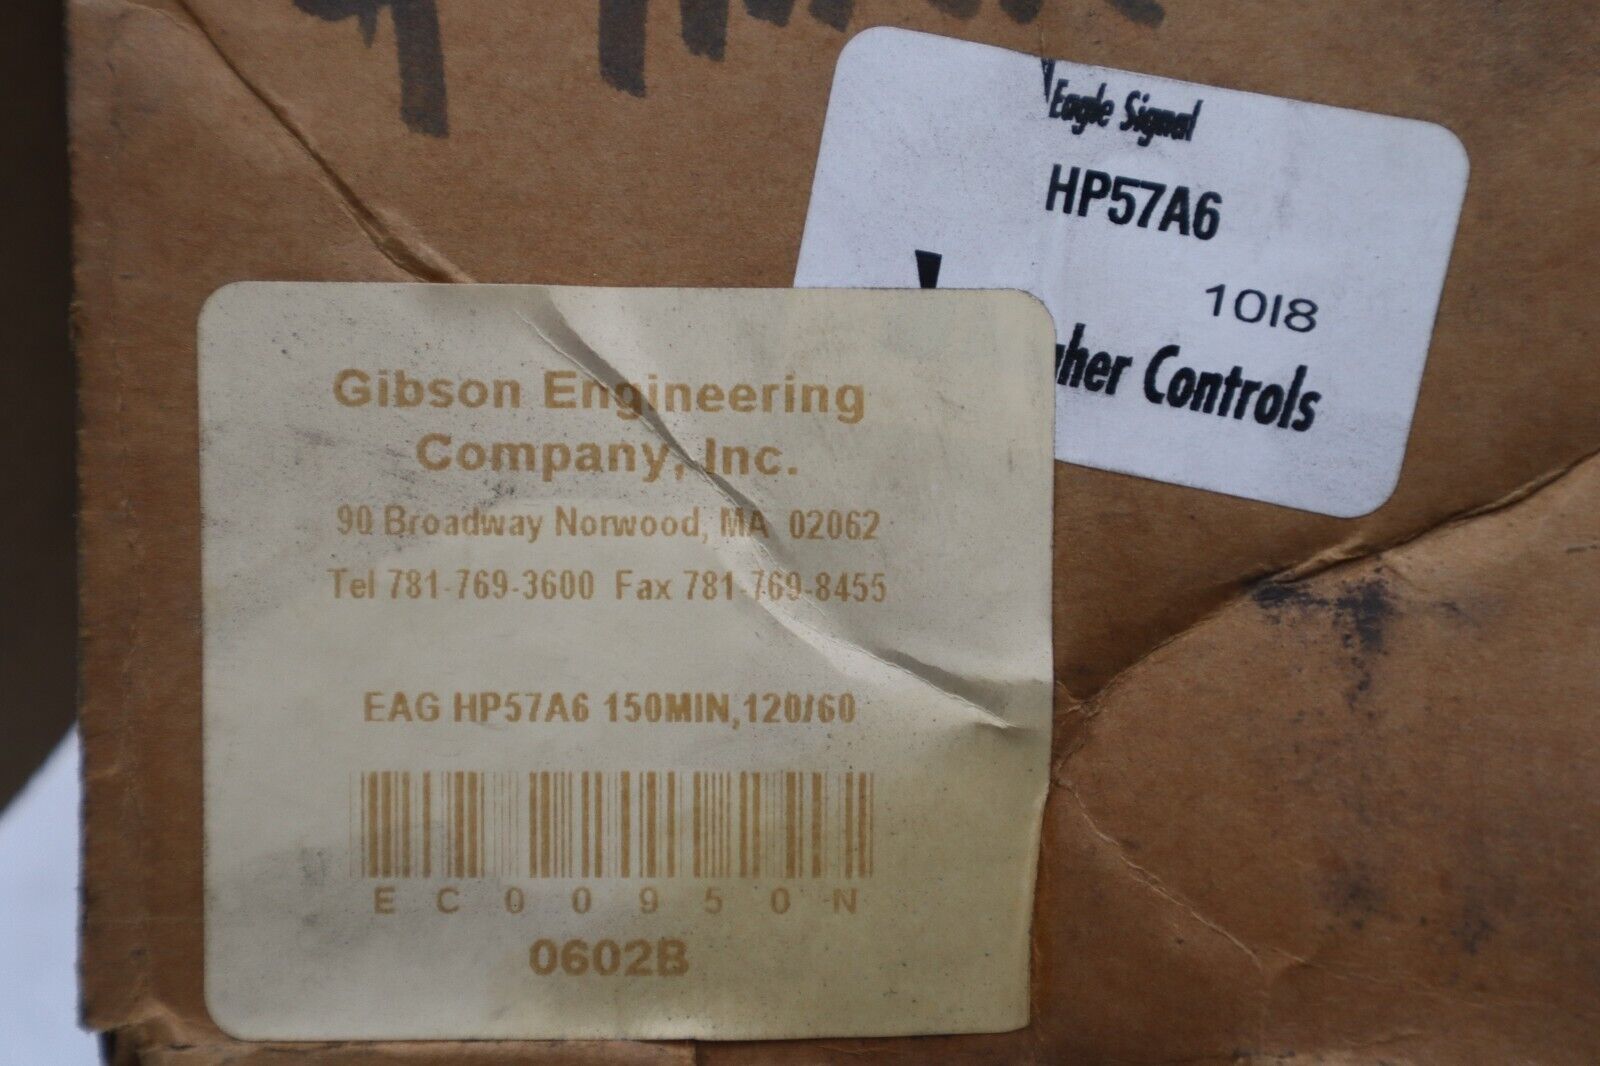 Eagle Signal
HP57A6
10I8
her Controls
Gibson Engineering
Company, Inc.
90 Broadway Norwood, MA 02062
Tel 781-769-3600 Fax 781-769-8455
EAG HP57A6 150MIN,120/60
EC00950N
0602B